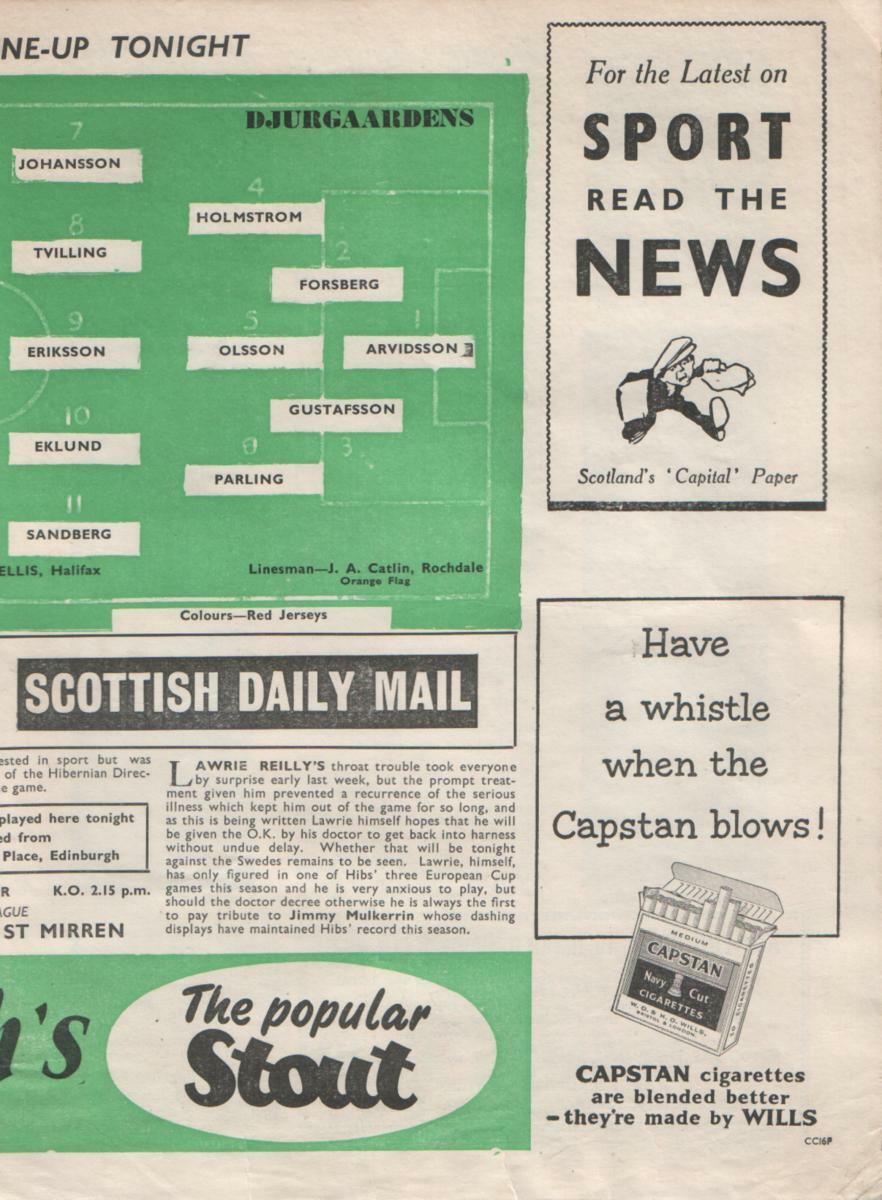 NE-UP TONIGHT
DJURGAARDENS
7
JOHANSSON
4
HOLMSTROM
8
TVILLING
2
FORSBERG
9
ERIKSSON
5
OLSSON
1
ARVIDSSON
10
EKLUND
GUSTAFSSON
3
PARLING
11
SANDBERG
ELLIS, Halifax
Linesman—J. A. Catlin, Rochdale
Orange Flag
Colours—Red Jerseys
SCOTTISH DAILY MAIL
ested in sport but was
of the Hibernian Direc-
e game.
played here tonight
ed from
Place, Edinburgh
R K.O. 2.15 p.m.
AGUE
ST MIRREN
LAWRIE REILLY'S throat trouble took everyone
by surprise early last week, but the prompt treat-
ment given him prevented a recurrence of the serious
illness which kept him out of the game for so long, and
as this is being written Lawrie himself hopes that he will
be given the O.K. by his doctor to get back into harness
without undue delay. Whether that will be tonight
against the Swedes remains to be seen. Lawrie, himself,
has only figured in one of Hibs' three European Cup
games this season and he is very anxious to play, but
should the doctor decree otherwise he is always the first
to pay tribute to Jimmy Mulkerrin whose dashing
displays have maintained Hibs' record this season.
h's
The popular
Stout
For the Latest on
SPORT
READ THE
NEWS
Scotland's 'Capital' Paper
Have
a whistle
when the
Capstan blows!
MEDIUM
CAPSTAN
Navy Cut
CIGARETTES
W. D. & H. O. WILLS,
BRISTOL & LONDON.
10 CIGARETTES
CAPSTAN cigarettes
are blended better
– they're made by WILLS
CC16P